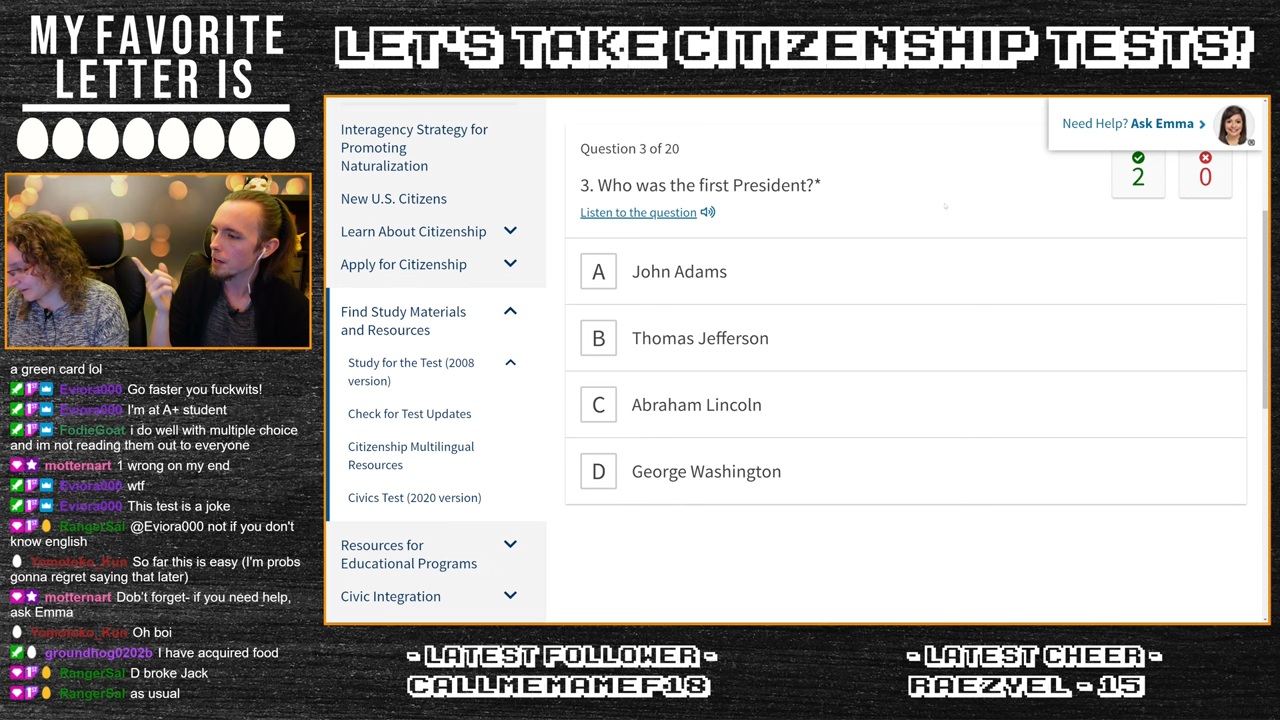 MY FAVORITE
LETTER IS
LET'S TAKE CITIZENSHIP TESTS!
Interagency Strategy for
Promoting
Naturalization
New U.S. Citizens
Learn About Citizenship
Apply for Citizenship
Find Study Materials
and Resources
Study for the Test (2008
version)
Check for Test Updates
Citizenship Multilingual
Resources
Civics Test (2020 version)
Resources for
Educational Programs
Civic Integration
Need Help? Ask Emma
Question 3 of 20
2
0
3. Who was the first President?*
Listen to the question
A John Adams
B Thomas Jefferson
C Abraham Lincoln
D George Washington
a green card lol
Eviora000 Go faster you fuckwits!
Eviora000 I'm at A+ student
FodieGoat i do well with multiple choice
and im not reading them out to everyone
motternart 1 wrong on my end
Eviora000 wtf
Eviora000 This test is a joke
RangerSal @Eviora000 not if you don't
know english
Yomotoko_Kun So far this is easy (I'm probs
gonna regret saying that later)
motternart Dob't forget- if you need help,
ask Emma
Yomotoko_Kun Oh boi
groundhog0202b I have acquired food
RangerSal D broke Jack
RangerSal as usual
- LATEST FOLLOWER -
CALLMEMAMEF18
- LATEST CHEER -
RAEZYEL - 15